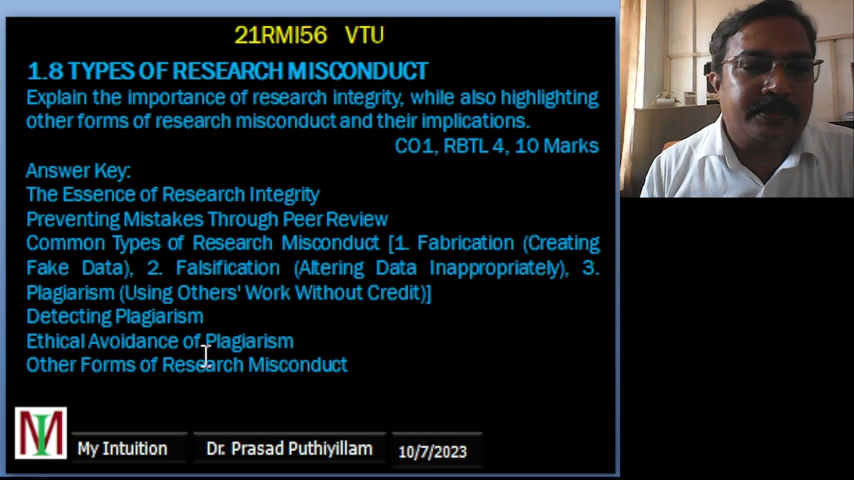 21RMI56 VTU
1.8 TYPES OF RESEARCH MISCONDUCT
Explain the importance of research integrity, while also highlighting
other forms of research misconduct and their implications.
CO1, RBTL 4, 10 Marks
Answer Key:
The Essence of Research Integrity
Preventing Mistakes Through Peer Review
Common Types of Research Misconduct [1. Fabrication (Creating
Fake Data), 2. Falsification (Altering Data Inappropriately), 3.
Plagiarism (Using Others' Work Without Credit)]
Detecting Plagiarism
Ethical Avoidance of Plagiarism
Other Forms of Research Misconduct
MI My Intuition Dr. Prasad Puthiyillam 10/7/2023